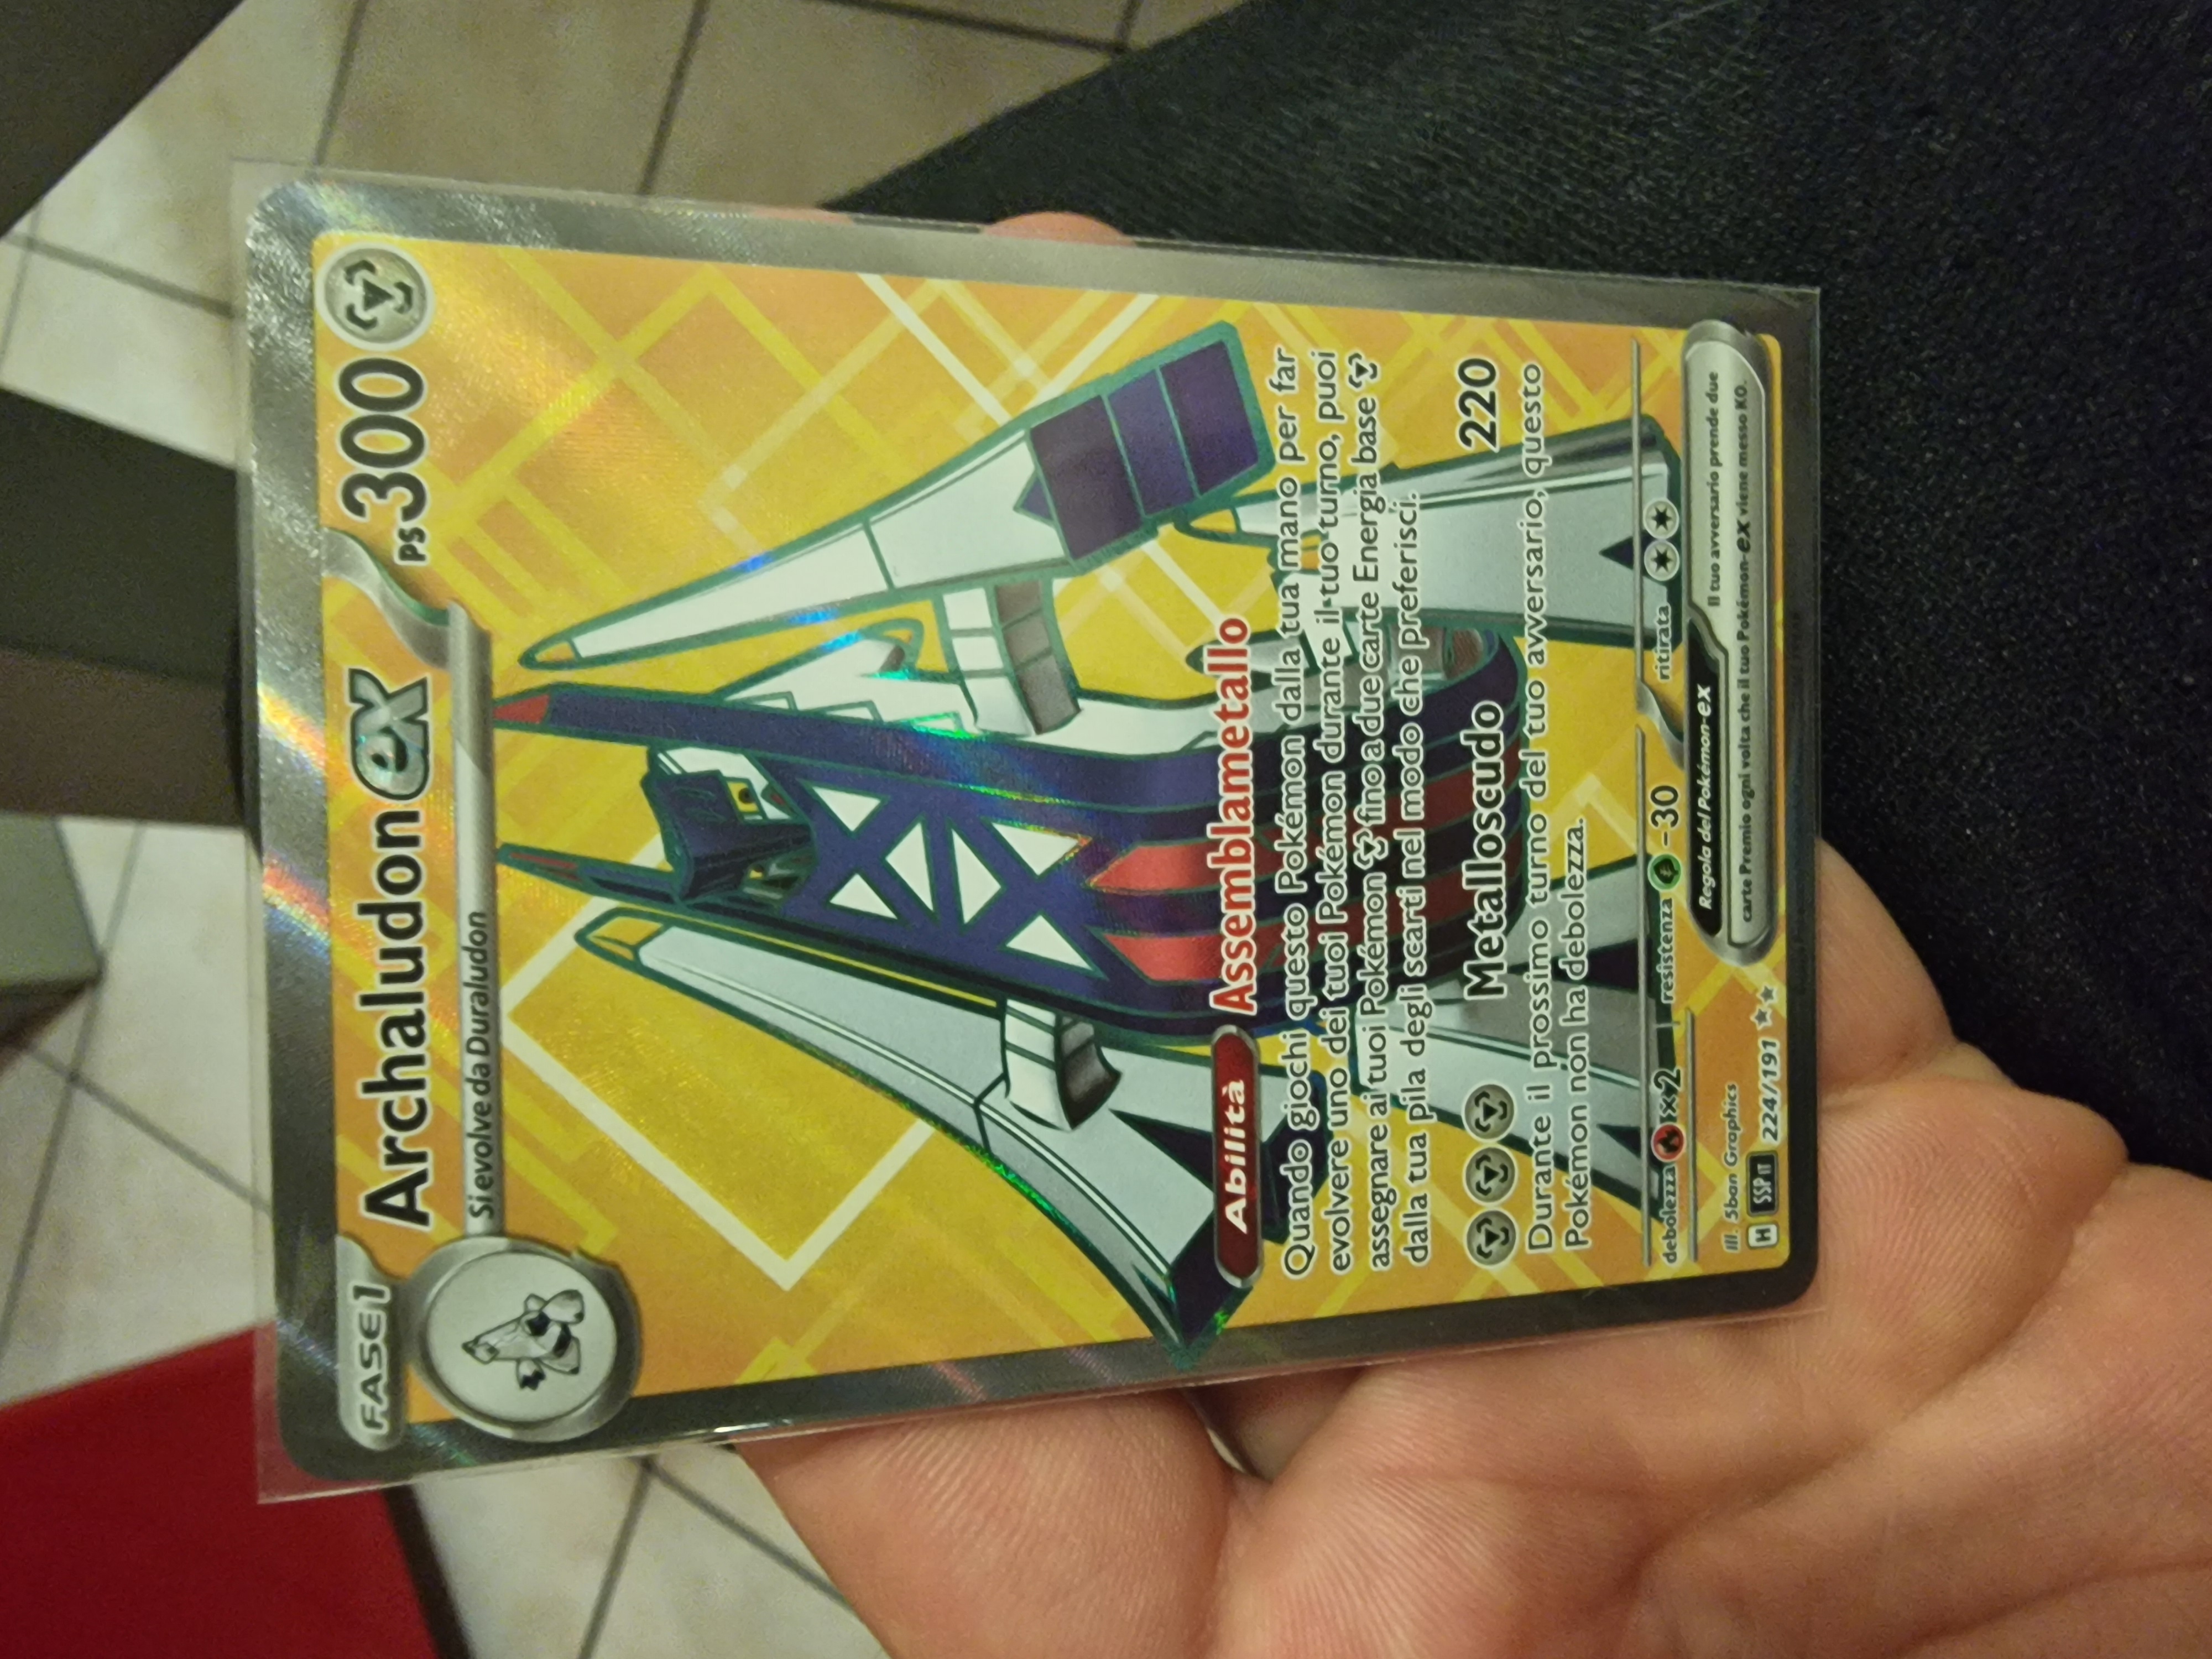 FASE 1
Archaludon ex
PS 300
Si evolve da Duraludon
Abilità Assemblametallo
Quando giochi questo Pokémon dalla tua mano per far
evolvere uno dei tuoi Pokémon durante il tuo turno, puoi
assegnare ai tuoi Pokémon fino a due carte Energia base
dalla tua pila degli scarti nel modo che preferisci.
Metalloscudo 220
Durante il prossimo turno del tuo avversario, questo
Pokémon non ha debolezza.
debolezza ×2 resistenza -30 ritirata
Regola dei Pokémon-ex Il tuo avversario prende due
carte Premio ogni volta che il tuo Pokémon-ex viene messo KO.
Ill. 5ban Graphics
H SSP IT 224/191